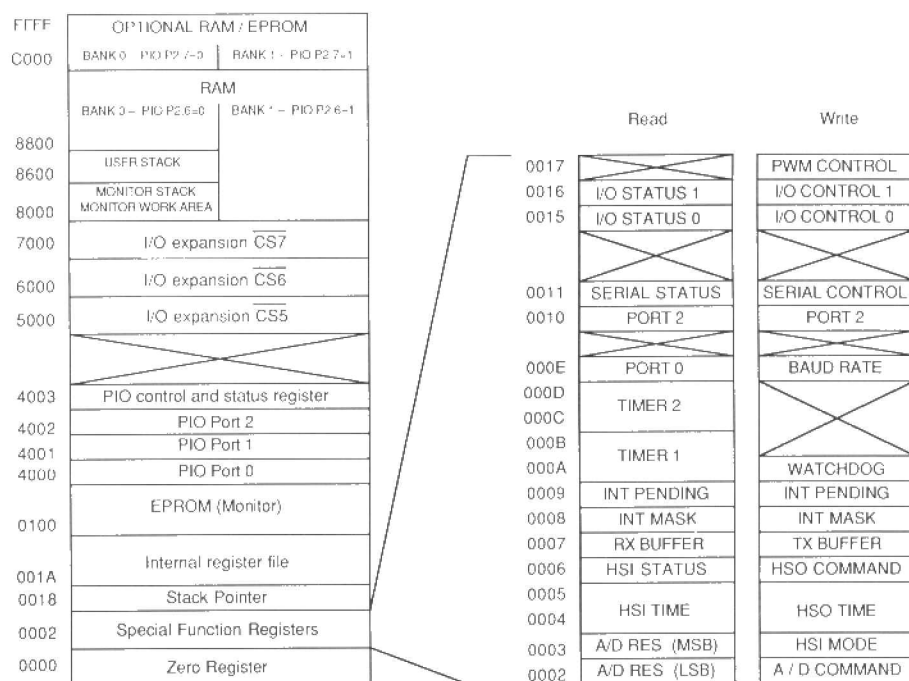 FFFF
OPTIONAL RAM / EPROM
C000
BANK 0 - PIO P2.7=0
BANK 1 - PIO P2.7=1
RAM
BANK 0 - PIO P2.6=0
BANK 1 - PIO P2.6=1
8800
USER STACK
8600
MONITOR STACK
MONITOR WORK AREA
8000
7000
I/O expansion CS7
6000
I/O expansion CS6
5000
I/O expansion CS5
4003
PIO control and status register
4002
PIO Port 2
4001
PIO Port 1
4000
PIO Port 0
EPROM (Monitor)
0100
Internal register file
001A
0018
Stack Pointer
0002
Special Function Registers
0000
Zero Register
Read
Write
0017
PWM CONTROL
0016
I/O STATUS 1
I/O CONTROL 1
0015
I/O STATUS 0
I/O CONTROL 0
0011
SERIAL STATUS
SERIAL CONTROL
0010
PORT 2
PORT 2
000E
PORT 0
BAUD RATE
000D
TIMER 2
000C
000B
TIMER 1
000A
WATCHDOG
0009
INT PENDING
INT PENDING
0008
INT MASK
INT MASK
0007
RX BUFFER
TX BUFFER
0006
HSI STATUS
HSO COMMAND
0005
HSI TIME
HSO TIME
0004
0003
A/D RES (MSB)
HSI MODE
0002
A/D RES (LSB)
A / D COMMAND